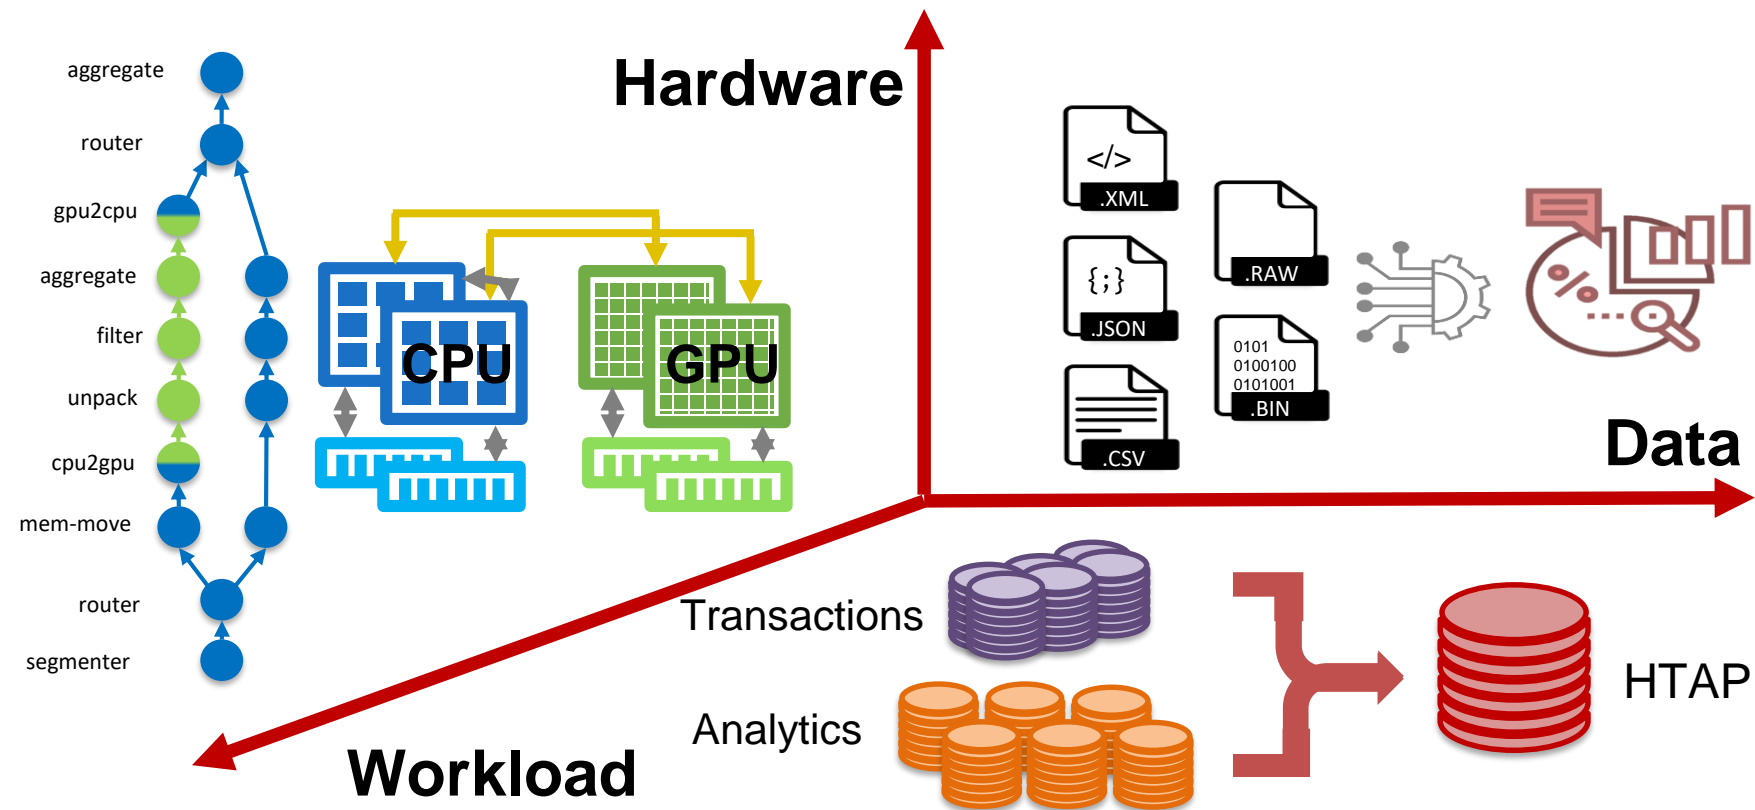 Hardware
aggregate
router
gpu2cpu
aggregate
filter
unpack
cpu2gpu
mem-move
router
segmenter
CPU
GPU
</>
.XML
{;}
.JSON
.CSV
.RAW
0101
0100100
0101001
.BIN
%
Data
Transactions
Analytics
HTAP
Workload